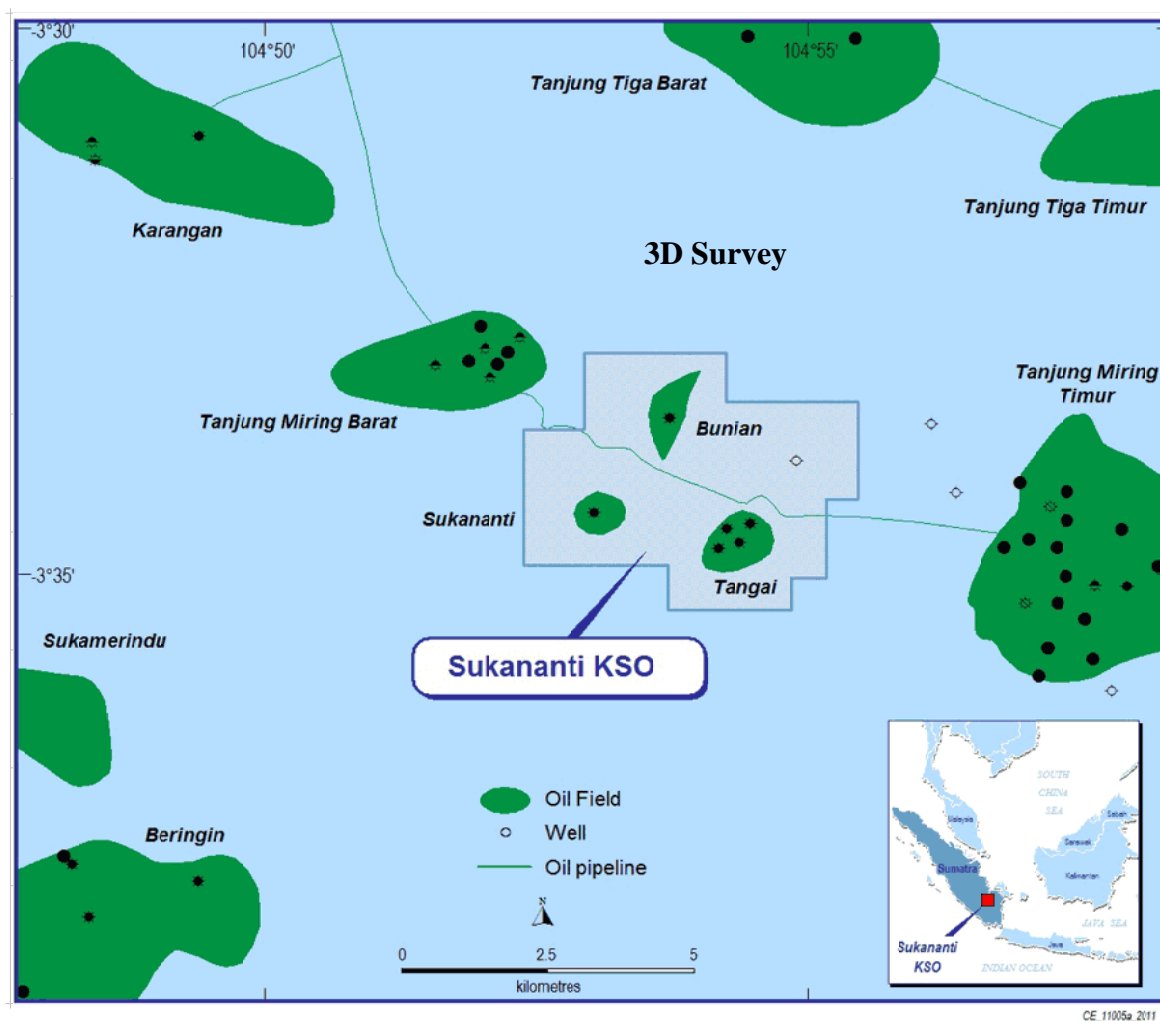 -3°30'
104°50'
104°55'
Tanjung Tiga Barat
Tanjung Tiga Timur
Karangan
3D Survey
Tanjung Miring
Timur
Tanjung Miring Barat
Bunian
Sukananti
-3°35'
Tangai
Sukamerindu
Sukananti KSO
Oil Field
Beringin
Well
Oil pipeline
N
0
2.5
5
kilometres
SOUTH
CHINA
SEA
Malaysia
Sabah
Sarawak
Sumatra
Kalimantan
JAVA SEA
Sukananti
KSO
Java
INDIAN OCEAN
CE_11005a_2011